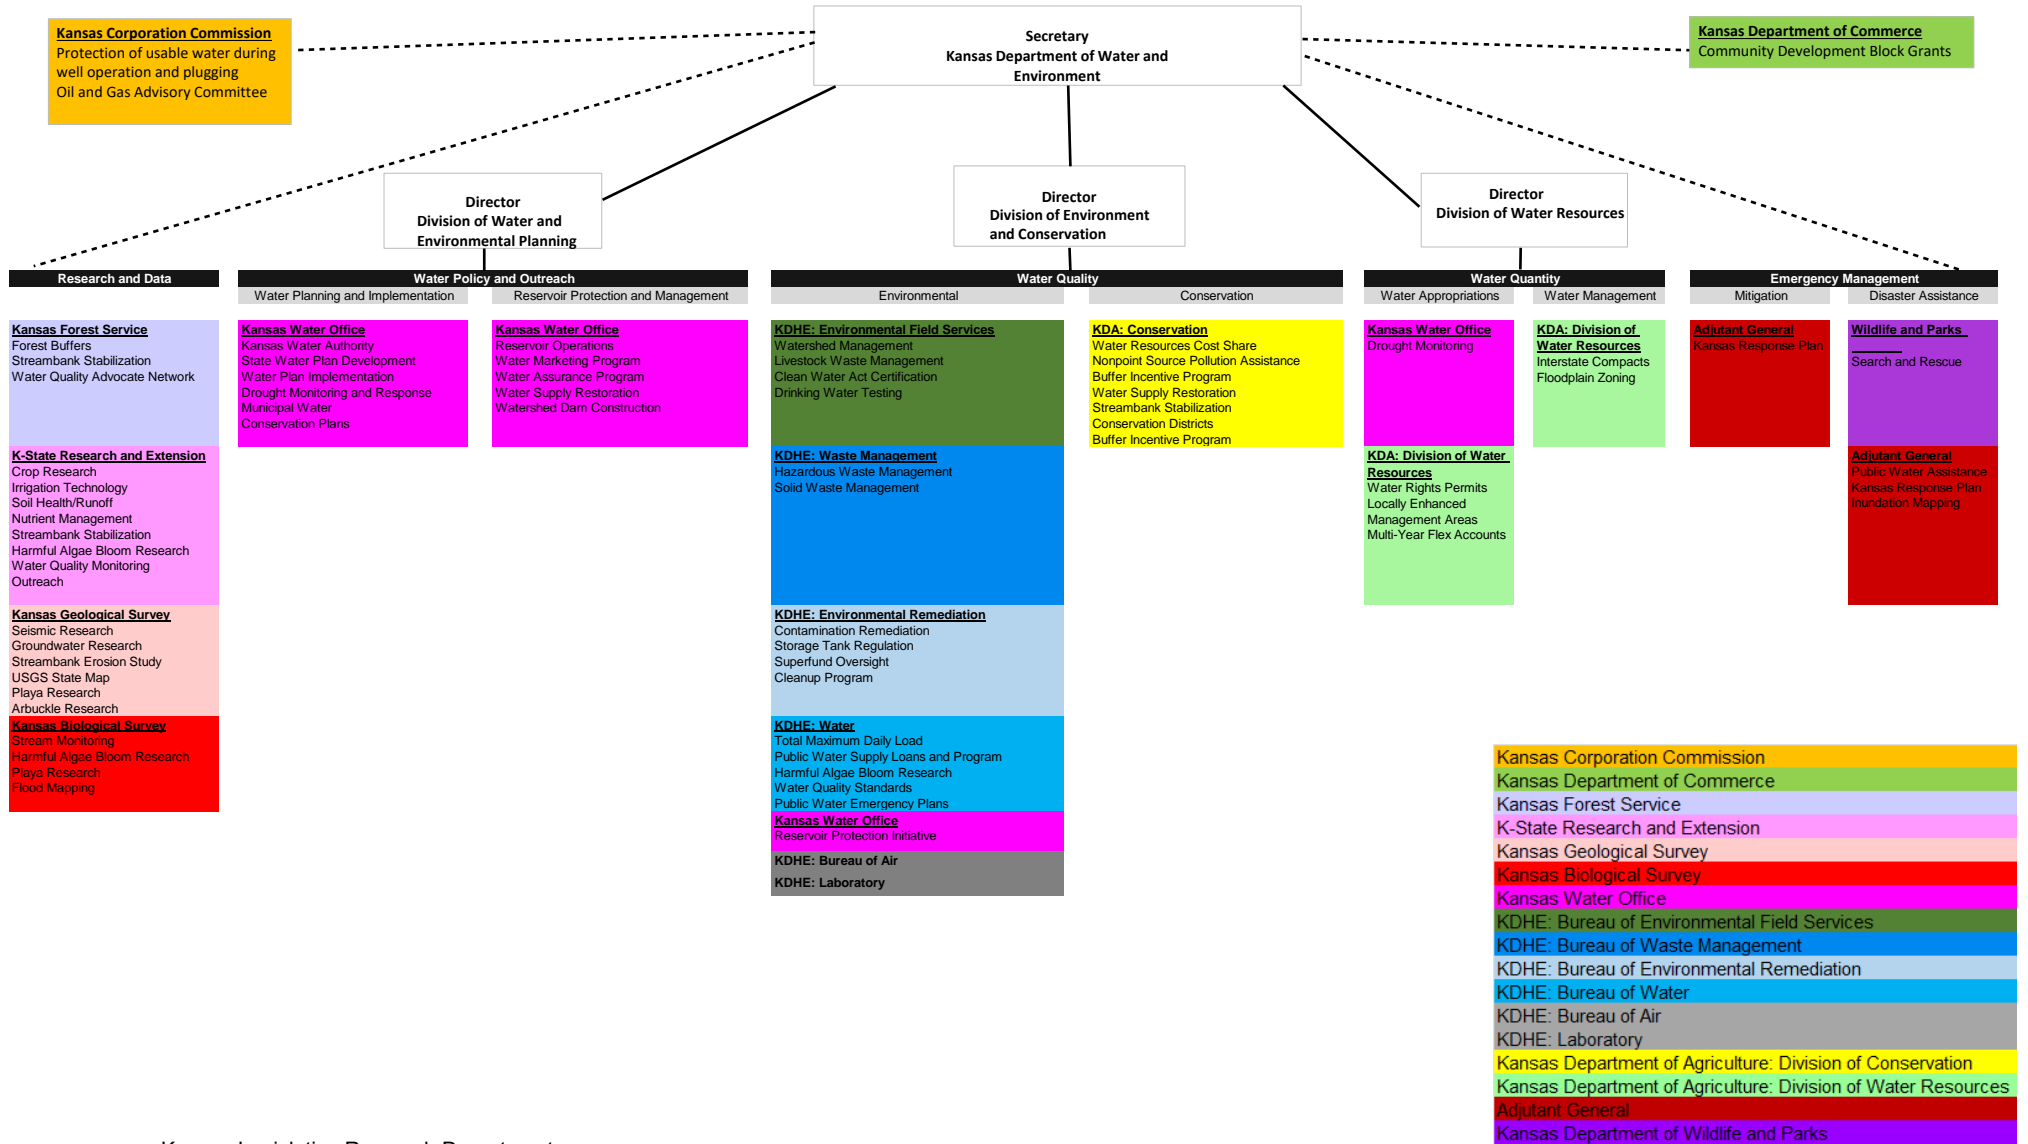 Kansas Corporation Commission
Protection of usable water during
well operation and plugging
Oil and Gas Advisory Committee
Secretary
Kansas Department of Water and
Environment
Kansas Department of Commerce
Community Development Block Grants
Director
Division of Water and
Environmental Planning
Director
Division of Environment
and Conservation
Director
Division of Water Resources
Research and Data
Kansas Forest Service
Forest Buffers
Streambank Stabilization
Water Quality Advocate Network
K-State Research and Extension
Crop Research
Irrigation Technology
Soil Health/Runoff
Nutrient Management
Streambank Stabilization
Harmful Algae Bloom Research
Water Quality Monitoring
Outreach
Kansas Geological Survey
Seismic Research
Groundwater Research
Streambank Erosion Study
USGS State Map
Playa Research
Arbuckle Research
Kansas Biological Survey
Stream Monitoring
Harmful Algae Bloom Research
Playa Research
Flood Mapping
Water Policy and Outreach
Water Planning and Implementation
Kansas Water Office
Kansas Water Authority
State Water Plan Development
Water Plan Implementation
Drought Monitoring and Response
Municipal Water
Conservation Plans
Reservoir Protection and Management
Kansas Water Office
Reservoir Operations
Water Marketing Program
Water Assurance Program
Water Supply Restoration
Watershed Dam Construction
Water Quality
Environmental
KDHE: Environmental Field Services
Watershed Management
Livestock Waste Management
Clean Water Act Certification
Drinking Water Testing
KDHE: Waste Management
Hazardous Waste Management
Solid Waste Management
KDHE: Environmental Remediation
Contamination Remediation
Storage Tank Regulation
Superfund Oversight
Cleanup Program
KDHE: Water
Total Maximum Daily Load
Public Water Supply Loans and Program
Harmful Algae Bloom Research
Water Quality Standards
Public Water Emergency Plans
Kansas Water Office
Reservoir Protection Initiative
KDHE: Bureau of Air
KDHE: Laboratory
Conservation
KDA: Conservation
Water Resources Cost Share
Nonpoint Source Pollution Assistance
Buffer Incentive Program
Water Supply Restoration
Streambank Stabilization
Conservation Districts
Buffer Incentive Program
Water Quantity
Water Appropriations
Kansas Water Office
Drought Monitoring
KDA: Division of Water
Resources
Water Rights Permits
Locally Enhanced
Management Areas
Multi-Year Flex Accounts
Water Management
KDA: Division of
Water Resources
Interstate Compacts
Floodplain Zoning
Emergency Management
Mitigation
Adjutant General
Kansas Response Plan
Disaster Assistance
Wildlife and Parks
Search and Rescue
Adjutant General
Public Water Assistance
Kansas Response Plan
Inundation Mapping
Kansas Corporation Commission
Kansas Department of Commerce
Kansas Forest Service
K-State Research and Extension
Kansas Geological Survey
Kansas Biological Survey
Kansas Water Office
KDHE: Bureau of Environmental Field Services
KDHE: Bureau of Waste Management
KDHE: Bureau of Environmental Remediation
KDHE: Bureau of Water
KDHE: Bureau of Air
KDHE: Laboratory
Kansas Department of Agriculture: Division of Conservation
Kansas Department of Agriculture: Division of Water Resources
Adjutant General
Kansas Department of Wildlife and Parks
Kansas Legislative Research Department